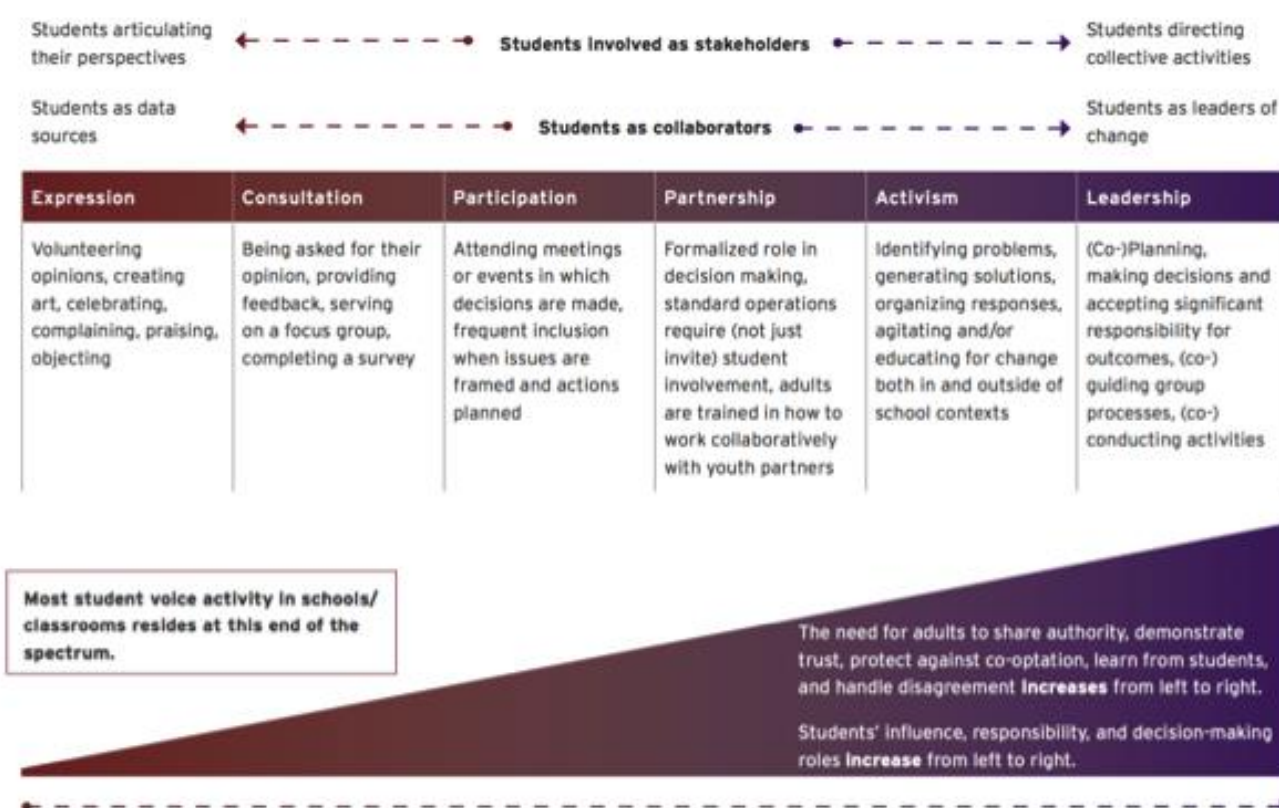 Students articulating
their perspectives
Students involved as stakeholders
Students directing
collective activities
Students as data
sources
Students as collaborators
Students as leaders of
change
Expression
Volunteering
opinions, creating
art, celebrating,
complaining, praising,
objecting
Consultation
Being asked for their
opinion, providing
feedback, serving
on a focus group,
completing a survey
Participation
Attending meetings
or events in which
decisions are made,
frequent inclusion
when issues are
framed and actions
planned
Partnership
Formalized role in
decision making,
standard operations
require (not just
invite) student
involvement, adults
are trained in how to
work collaboratively
with youth partners
Activism
Identifying problems,
generating solutions,
organizing responses,
agitating and/or
educating for change
both in and outside of
school contexts
Leadership
(Co-)Planning,
making decisions and
accepting significant
responsibility for
outcomes, (co-)
guiding group
processes, (co-)
conducting activities
Most student voice activity in schools/
classrooms resides at this end of the
spectrum.
The need for adults to share authority, demonstrate
trust, protect against co-optation, learn from students,
and handle disagreement increases from left to right.
Students' influence, responsibility, and decision-making
roles increase from left to right.